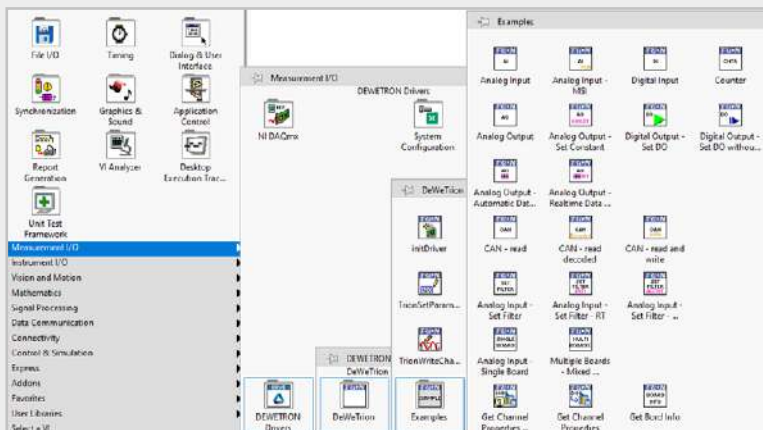 File I/O
Timing
Dialog & User
Interface
Synchronization
Graphics &
Sound
Application
Control
Report
Generation
VI Analyzer
Desktop
Execution Trac...
Unit Test
Framework
Measurement I/O
Instrument I/O
Vision and Motion
Mathematics
Signal Processing
Data Communication
Connectivity
Control & Simulation
Express
Addons
Favorites
User Libraries
Select a VI...
Measurement I/O
DEWETRON Drivers
NI DAQmx
System
Configuration
DEWETRON
Drivers
DEWETRON
DeWeTrion
DeWeTrion
DeWeTrion
initDriver
TrionSetParam...
TrionWriteCha...
Examples
Examples
Analog Input
Analog Input -
MSI
Digital Input
Counter
Analog Output
Analog Output -
Set Constant
Digital Output -
Set DO
Digital Output -
Set DO withou...
Analog Output -
Automatic Dat...
Analog Output -
Realtime Data ...
CAN - read
CAN - read
decoded
CAN - read and
write
Analog Input -
Set Filter
Analog Input -
Set Filter - RT
Analog Input -
Set Filter - ...
Analog Input -
Single Board
Multiple Boards
- Mixed ...
Get Channel
Properties ...
Get Channel
Properties
Get Bord Info